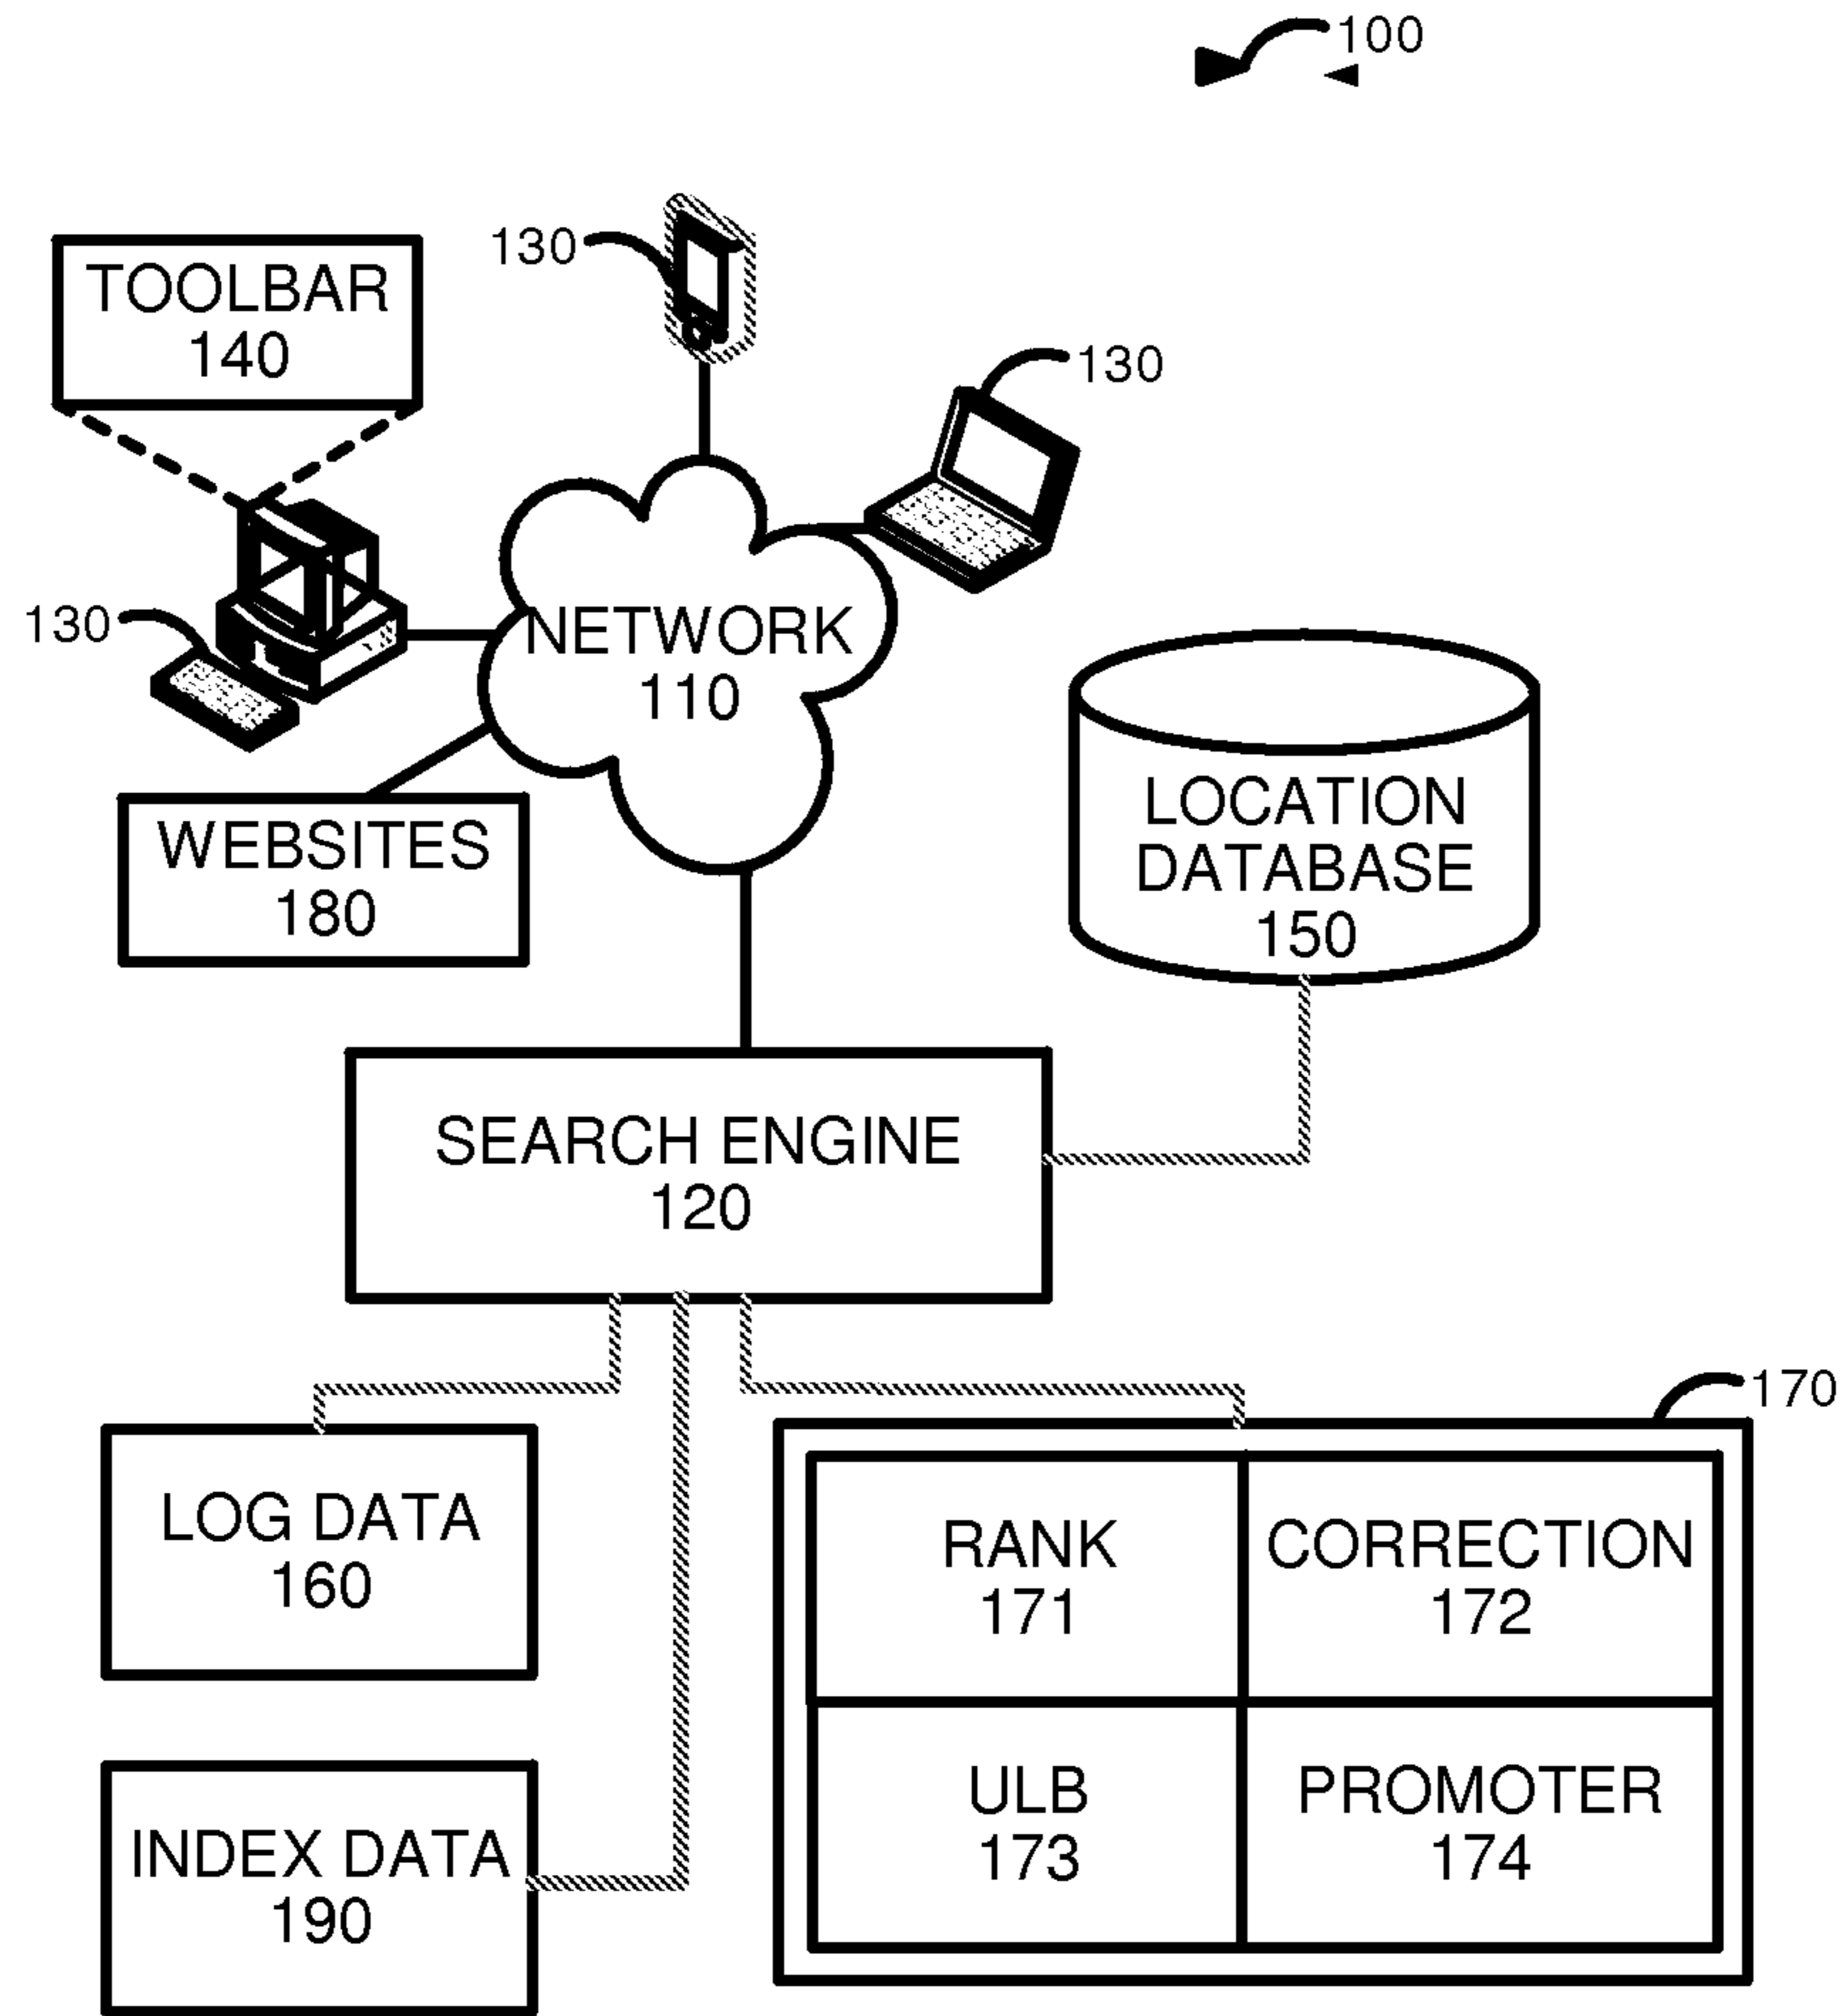 100
130
TOOLBAR
140
130
130
NETWORK
110
LOCATION
DATABASE
150
WEBSITES
180
SEARCH ENGINE
120
170
LOG DATA
160
RANK
171
CORRECTION
172
ULB
173
PROMOTER
174
INDEX DATA
190